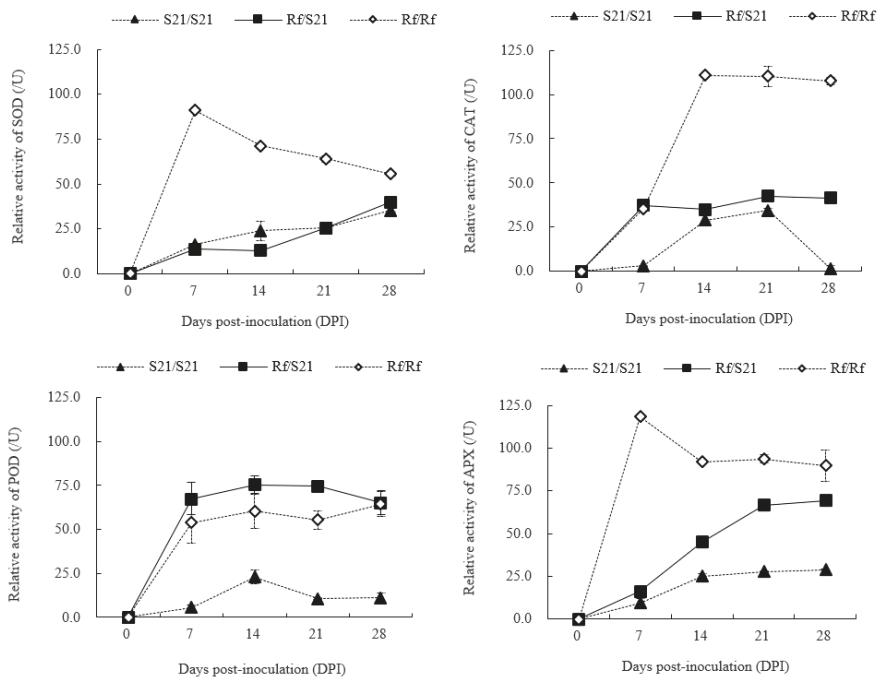 S21/S21 Rf/S21 Rf/Rf
Relative activity of SOD (/U)
125.0
100.0
75.0
50.0
25.0
0.0
0 7 14 21 28
Days post-inoculation (DPI)
S21/S21 Rf/S21 Rf/Rf
Relative activity of CAT (/U)
125.0
100.0
75.0
50.0
25.0
0.0
0 7 14 21 28
Days post-inoculation (DPI)
S21/S21 Rf/S21 Rf/Rf
Relative activity of POD (/U)
125.0
100.0
75.0
50.0
25.0
0.0
0 7 14 21 28
Days post-inoculation (DPI)
S21/S21 Rf/S21 Rf/Rf
Relative activity of APX (/U)
125.0
100.0
75.0
50.0
25.0
0.0
0 7 14 21 28
Days post-inoculation (DPI)